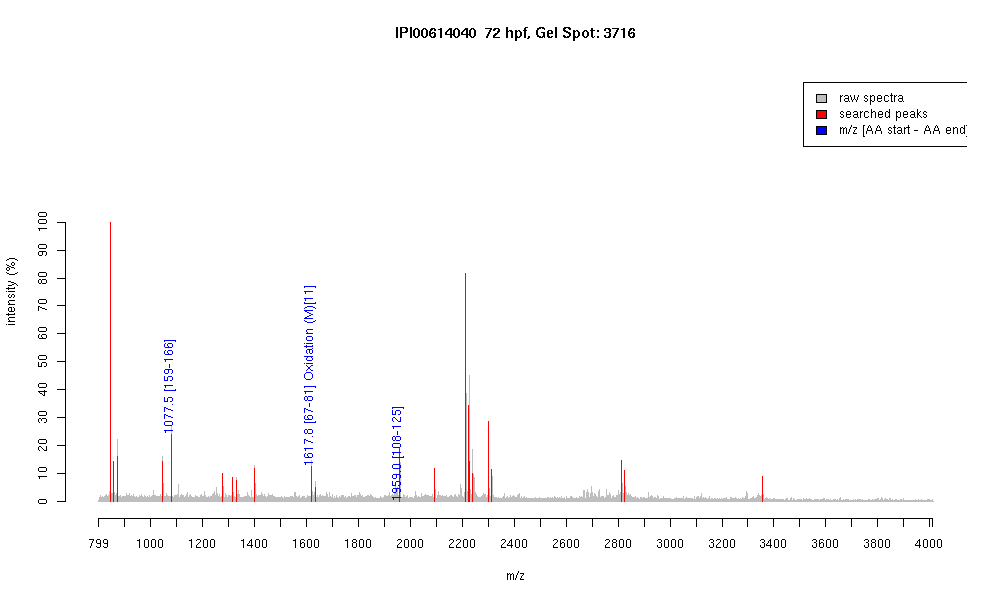 IPI00614040 72 hpf, Gel Spot: 3716
raw spectra
searched peaks
m/z [AA start - AA end]
intensity (%)
100
90
80
70
60
50
40
30
20
10
0
1077.5 [159-166]
1617.8 [67-81] Oxidation (M)[11]
1959.0 [108-125]
799 1000 1200 1400 1600 1800 2000 2200 2400 2600 2800 3000 3200 3400 3600 3800 4000
m/z